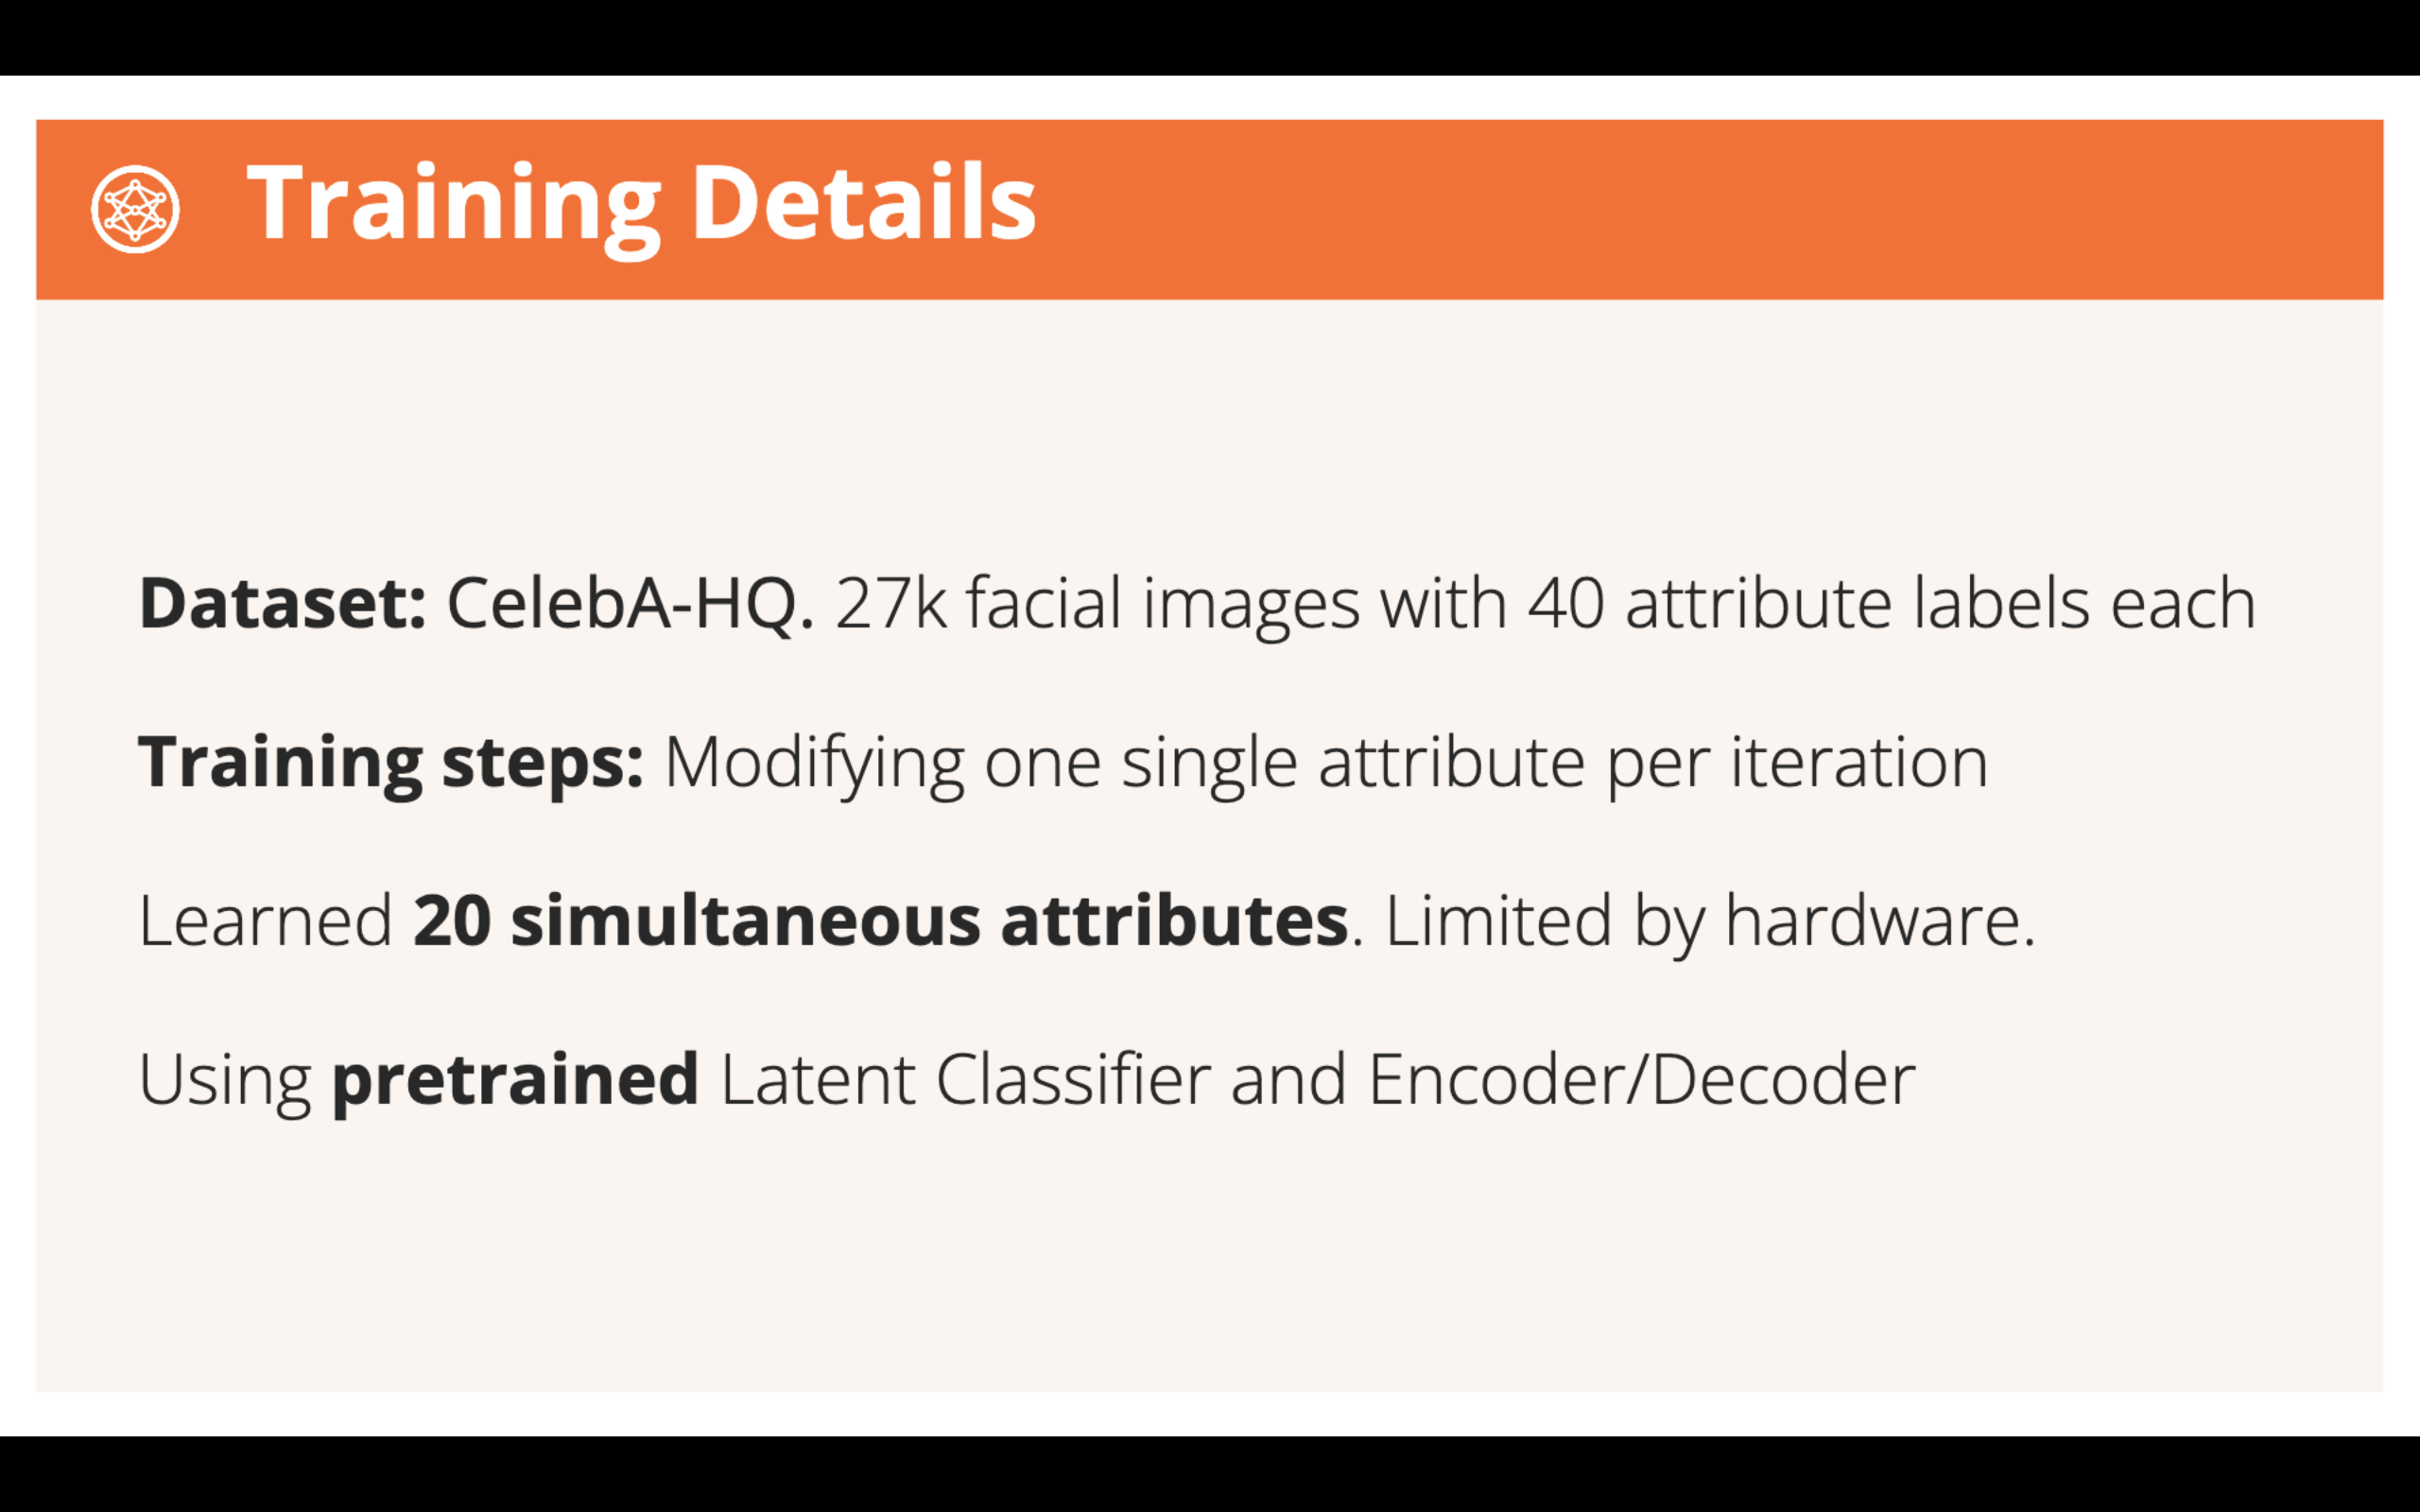 Training Details
Dataset: CelebA-HQ. 27k facial images with 40 attribute labels each
Training steps: Modifying one single attribute per iteration
Learned 20 simultaneous attributes. Limited by hardware.
Using pretrained Latent Classifier and Encoder/Decoder